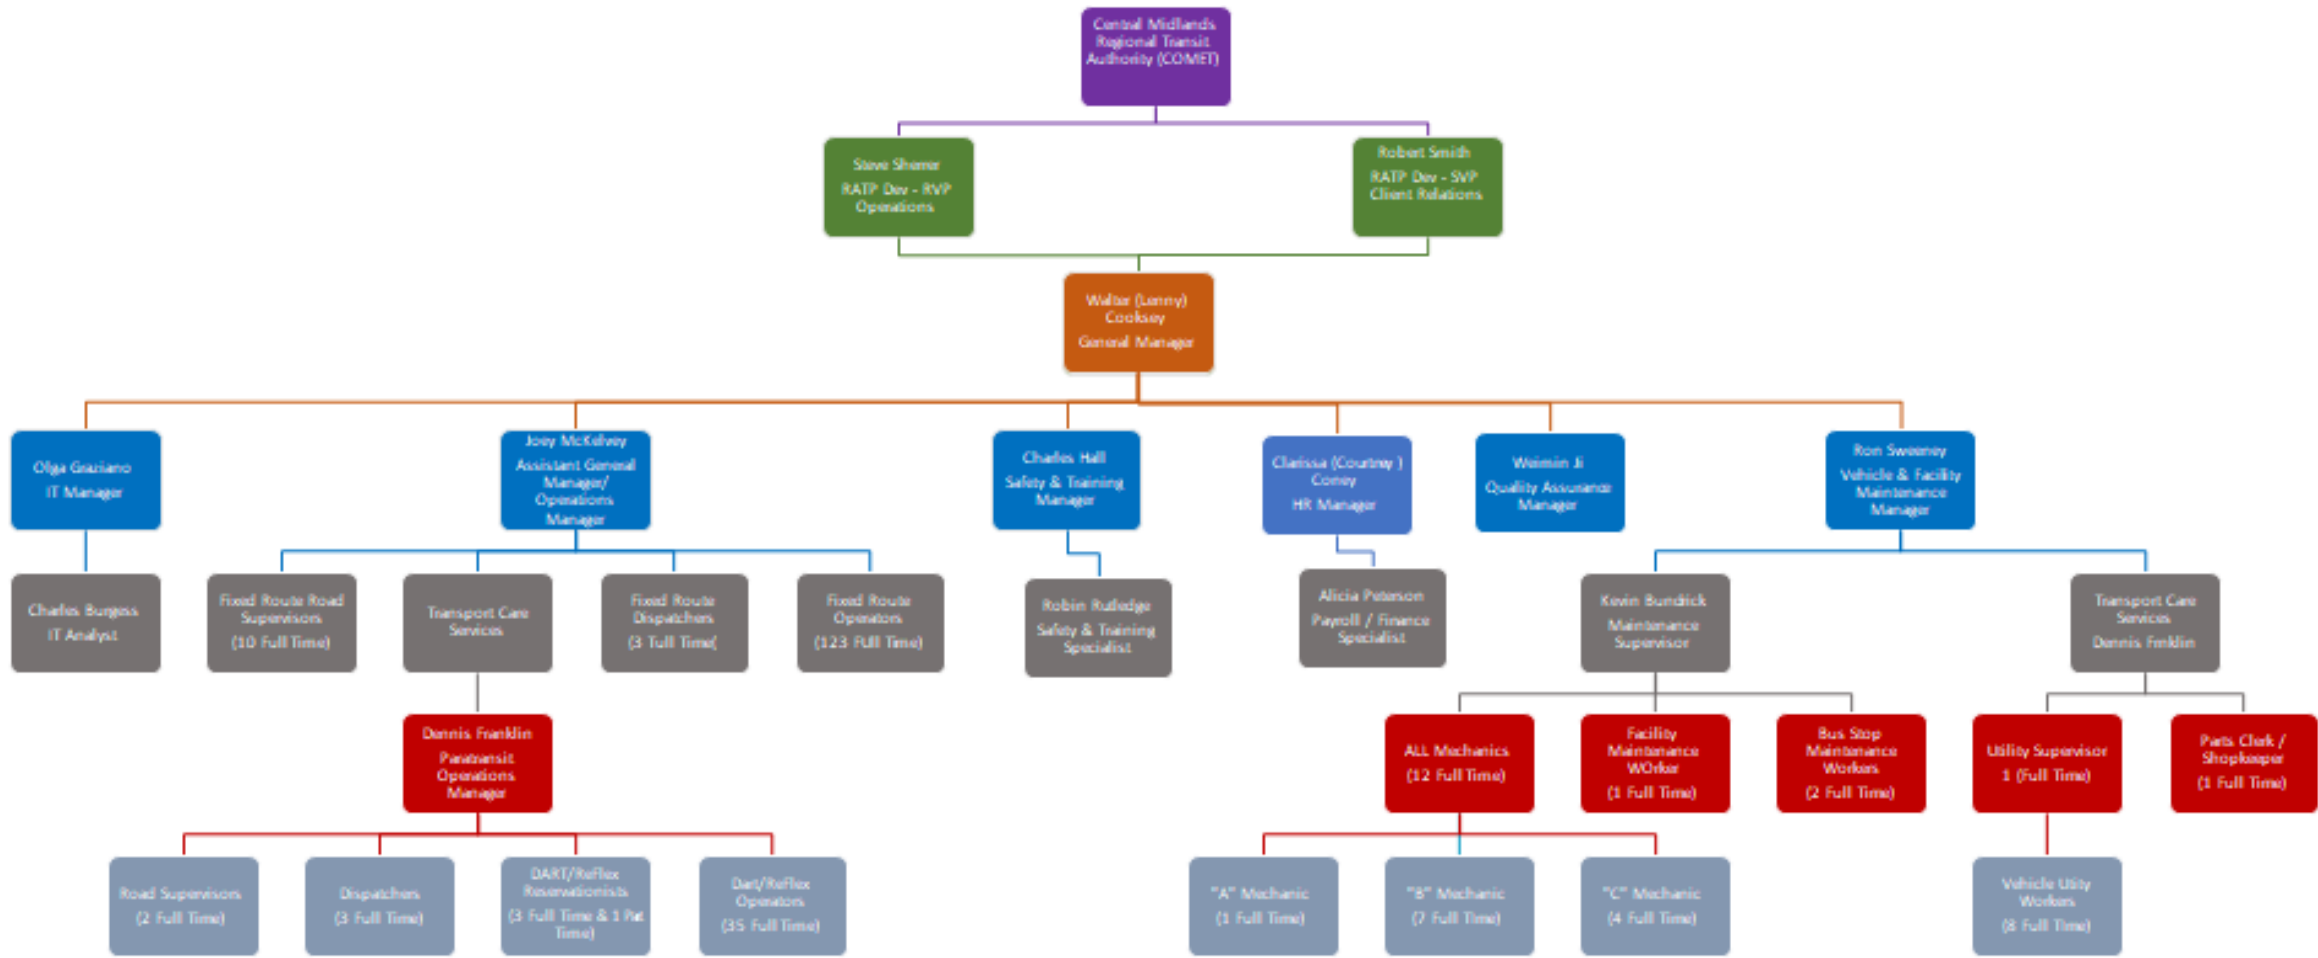 Central Midlands
Regional Transit
Authority (COMET)
Steve Sherrer
RATP Dev - RVP
Operations
Robert Smith
RATP Dev - SVP
Client Relations
Walter (Lenny)
Cooksey
General Manager
Olga Graziano
IT Manager
Joey McKelvey
Assistant General
Manager/
Operations
Manager
Charles Hall
Safety & Training
Manager
Clarissa (Courtney )
Coney
HR Manager
Weimin Ji
Quality Assurance
Manager
Ron Sweeney
Vehicle & Facility
Maintenance
Manager
Charles Burgess
IT Analyst
Fixed Route Road
Supervisors
(10 Full Time)
Transport Care
Services
Fixed Route
Dispatchers
(3 Tull Time(
Fixed Route
Operators
(123 Full Time)
Robin Rutledge
Safety & Training
Specialist
Alicia Peterson
Payroll / Finance
Specialist
Kevin Bundrick
Maintenance
Supervisor
Transport Care
Services
Dennis Frnklin
Dennis Franklin
Paratransit
Operations
Manager
ALL Mechanics
(12 Full Time)
Facility
Maintenance
WOrker
(1 Full Time)
Bus Stop
Maintenance
Workers
(2 Full Time)
Utility Supervisor
1 (Full Time)
Parts Clerk /
Shopkeeper
(1 Full Time)
Road Supervisors
(2 Full Time)
Dispatchers
(3 Full Time)
DART/Reflex
Reservationists
(3 Full Time & 1 Pat
Time)
Dart/Reflex
Operators
(35 Full Time)
"A" Mechanic
(1 Full Time)
"B" Mechanic
(7 Full Time)
"C" Mechanic
(4 Full Time)
Vehicle Utity
Workers
(8 Full Time)